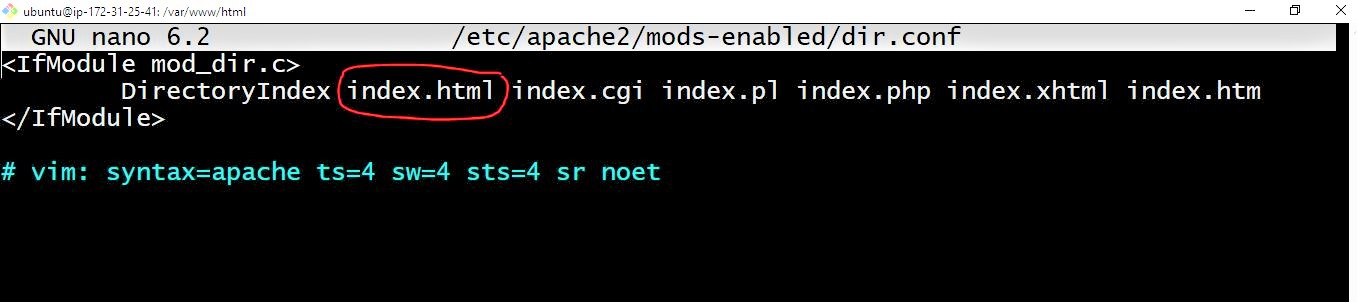 ubuntu@ip-172-31-25-41: /var/www/html
GNU nano 6.2 /etc/apache2/mods-enabled/dir.conf
<IfModule mod_dir.c>
DirectoryIndex index.html index.cgi index.pl index.php index.xhtml index.htm
</IfModule>
# vim: syntax=apache ts=4 sw=4 sts=4 sr noet